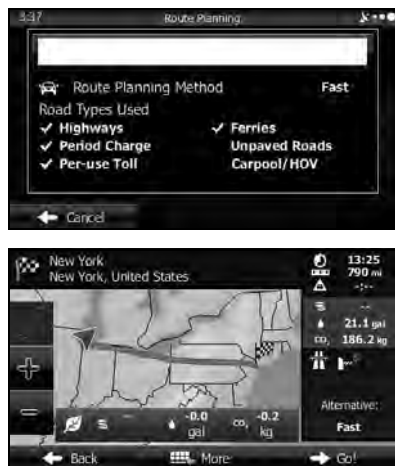 3:37 Route Planning
Route Planning Method Fast
Road Types Used
Highways Ferries
Period Charge Unpaved Roads
Per-use Toll Carpool/HOV
Cancel
New York
New York, United States
13:25
790 mi
-:--
--
21.1 gal
CO₂ 186.2 kg
Alternative:
Fast
-- -0.0 gal CO₂ -0.2 kg
Back More Go!